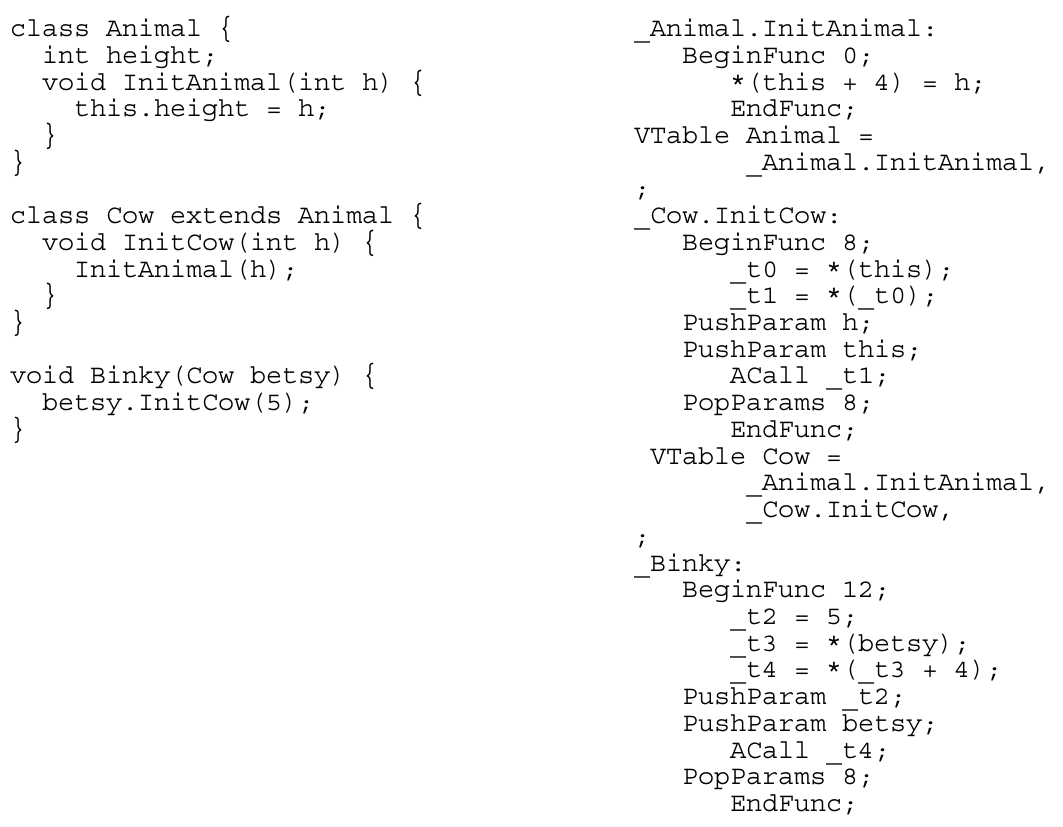 class Animal {
  int height;
  void InitAnimal(int h) {
    this.height = h;
  }
}

class Cow extends Animal {
  void InitCow(int h) {
    InitAnimal(h);
  }
}

void Binky(Cow betsy) {
  betsy.InitCow(5);
}

_Animal.InitAnimal:
   BeginFunc 0;
      *(this + 4) = h;
      EndFunc;
VTable Animal =
       _Animal.InitAnimal,
;
_Cow.InitCow:
   BeginFunc 8;
      _t0 = *(this);
      _t1 = *(_t0);
   PushParam h;
   PushParam this;
      ACall _t1;
   PopParams 8;
      EndFunc;
 VTable Cow =
       _Animal.InitAnimal,
       _Cow.InitCow,
;
_Binky:
   BeginFunc 12;
      _t2 = 5;
      _t3 = *(betsy);
      _t4 = *(_t3 + 4);
   PushParam _t2;
   PushParam betsy;
      ACall _t4;
   PopParams 8;
      EndFunc;